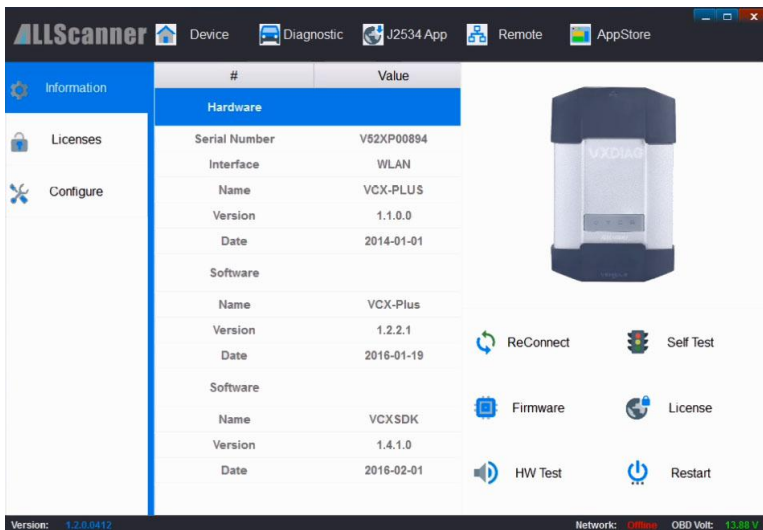 ALLScanner Device Diagnostic J2534 App Remote AppStore
Information
Licenses
Configure
# Value
Hardware
Serial Number V52XP00894
Interface WLAN
Name VCX-PLUS
Version 1.1.0.0
Date 2014-01-01
Software
Name VCX-Plus
Version 1.2.2.1
Date 2016-01-19
Software
Name VCXSDK
Version 1.4.1.0
Date 2016-02-01
VXDIAG
ReConnect Self Test
Firmware License
HW Test Restart
Version: 1.2.0.0412 Network: Offline OBD Volt: 13.88 V